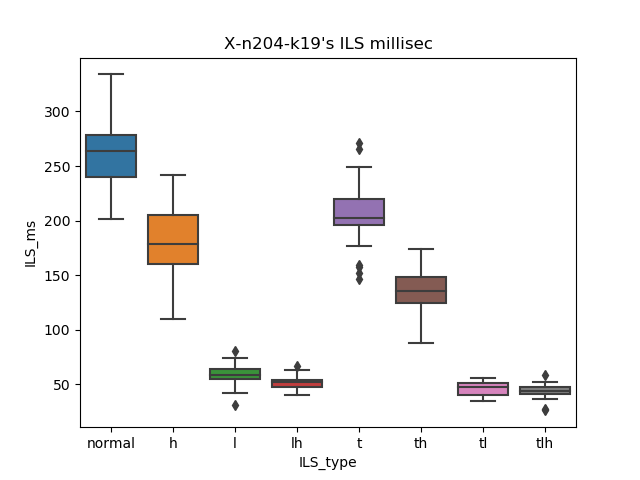 X-n204-k19's ILS millisec
ILS_ms
300
250
200
150
100
50
normal h l lh t th tl tlh
ILS_type